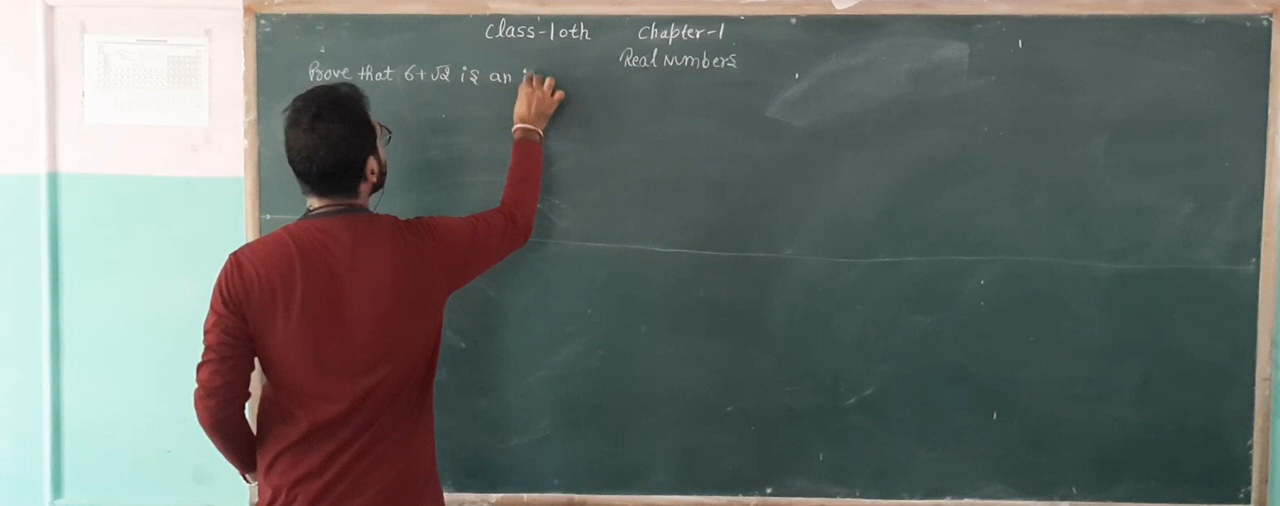 class-10th chapter-1
Real Numbers
Prove that 6+√2 is an i